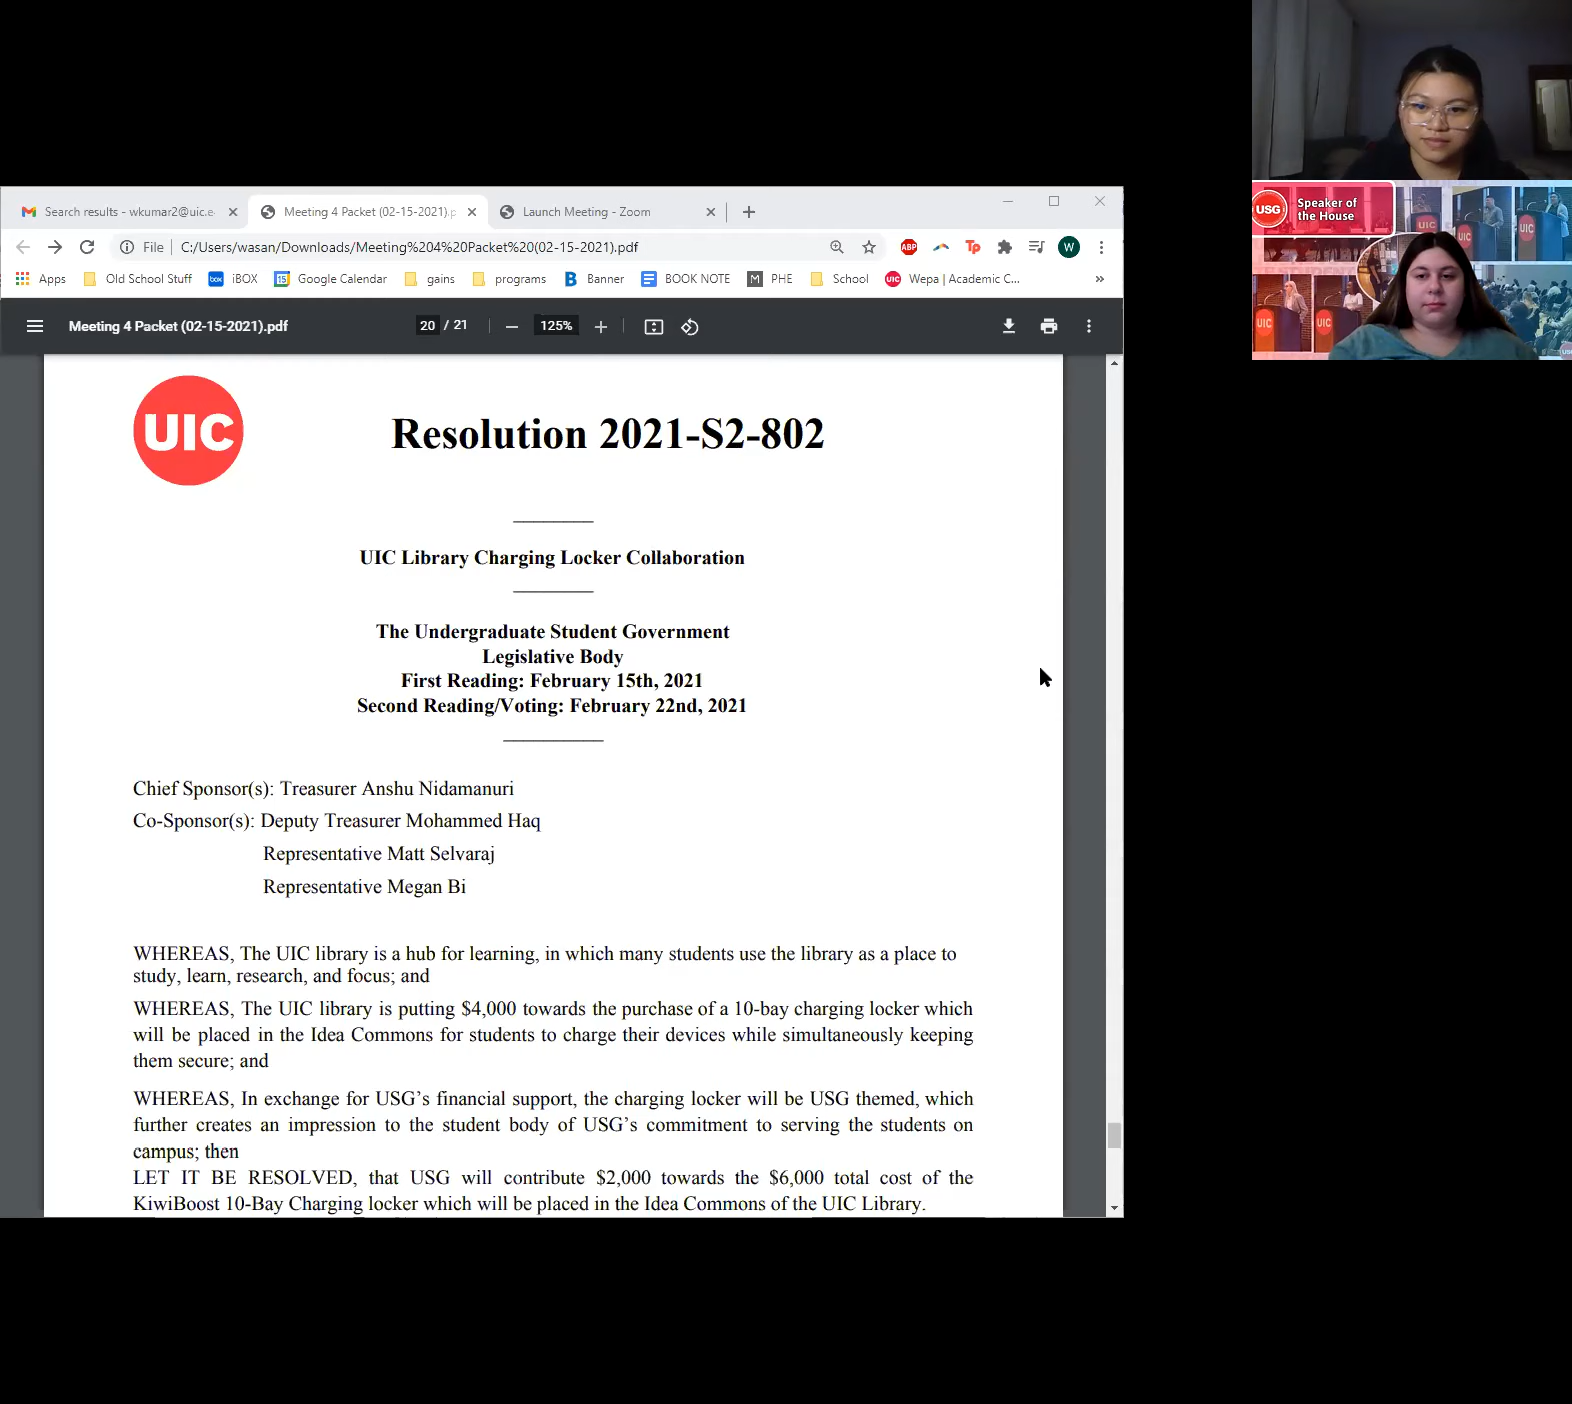 Search results - wkumar2@uic.e
Meeting 4 Packet (02-15-2021).p
Launch Meeting - Zoom
File
C:/Users/wasan/Downloads/Meeting%204%20Packet%20(02-15-2021).pdf
ABP
Tp
W
Apps
Old School Stuff
box
iBOX
15
Google Calendar
gains
programs
B
Banner
BOOK NOTE
M
PHE
School
UIC
Wepa | Academic C...
»
Meeting 4 Packet (02-15-2021).pdf
20 / 21
125%
UIC
Resolution 2021-S2-802
UIC Library Charging Locker Collaboration
The Undergraduate Student Government
Legislative Body
First Reading: February 15th, 2021
Second Reading/Voting: February 22nd, 2021
Chief Sponsor(s): Treasurer Anshu Nidamanuri
Co-Sponsor(s): Deputy Treasurer Mohammed Haq
Representative Matt Selvaraj
Representative Megan Bi
WHEREAS, The UIC library is a hub for learning, in which many students use the library as a place to
study, learn, research, and focus; and
WHEREAS, The UIC library is putting $4,000 towards the purchase of a 10-bay charging locker which
will be placed in the Idea Commons for students to charge their devices while simultaneously keeping
them secure; and
WHEREAS, In exchange for USG’s financial support, the charging locker will be USG themed, which
further creates an impression to the student body of USG’s commitment to serving the students on
campus; then
LET IT BE RESOLVED, that USG will contribute $2,000 towards the $6,000 total cost of the
KiwiBoost 10-Bay Charging locker which will be placed in the Idea Commons of the UIC Library.
USG
Speaker of
the House
UIC
UIC
UIC
UIC
UIC